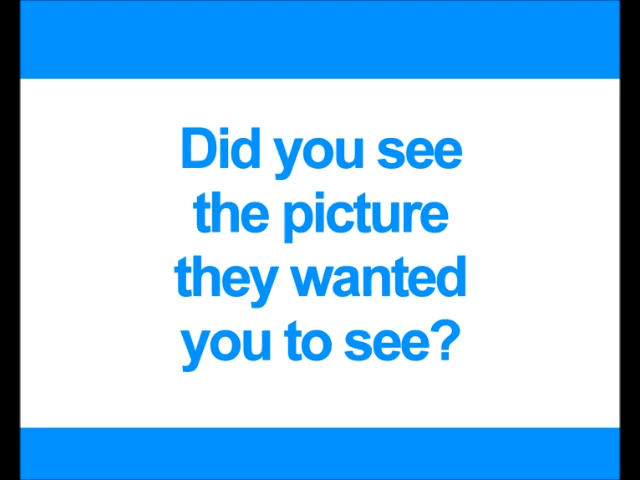 Did you see
the picture
they wanted
you to see?